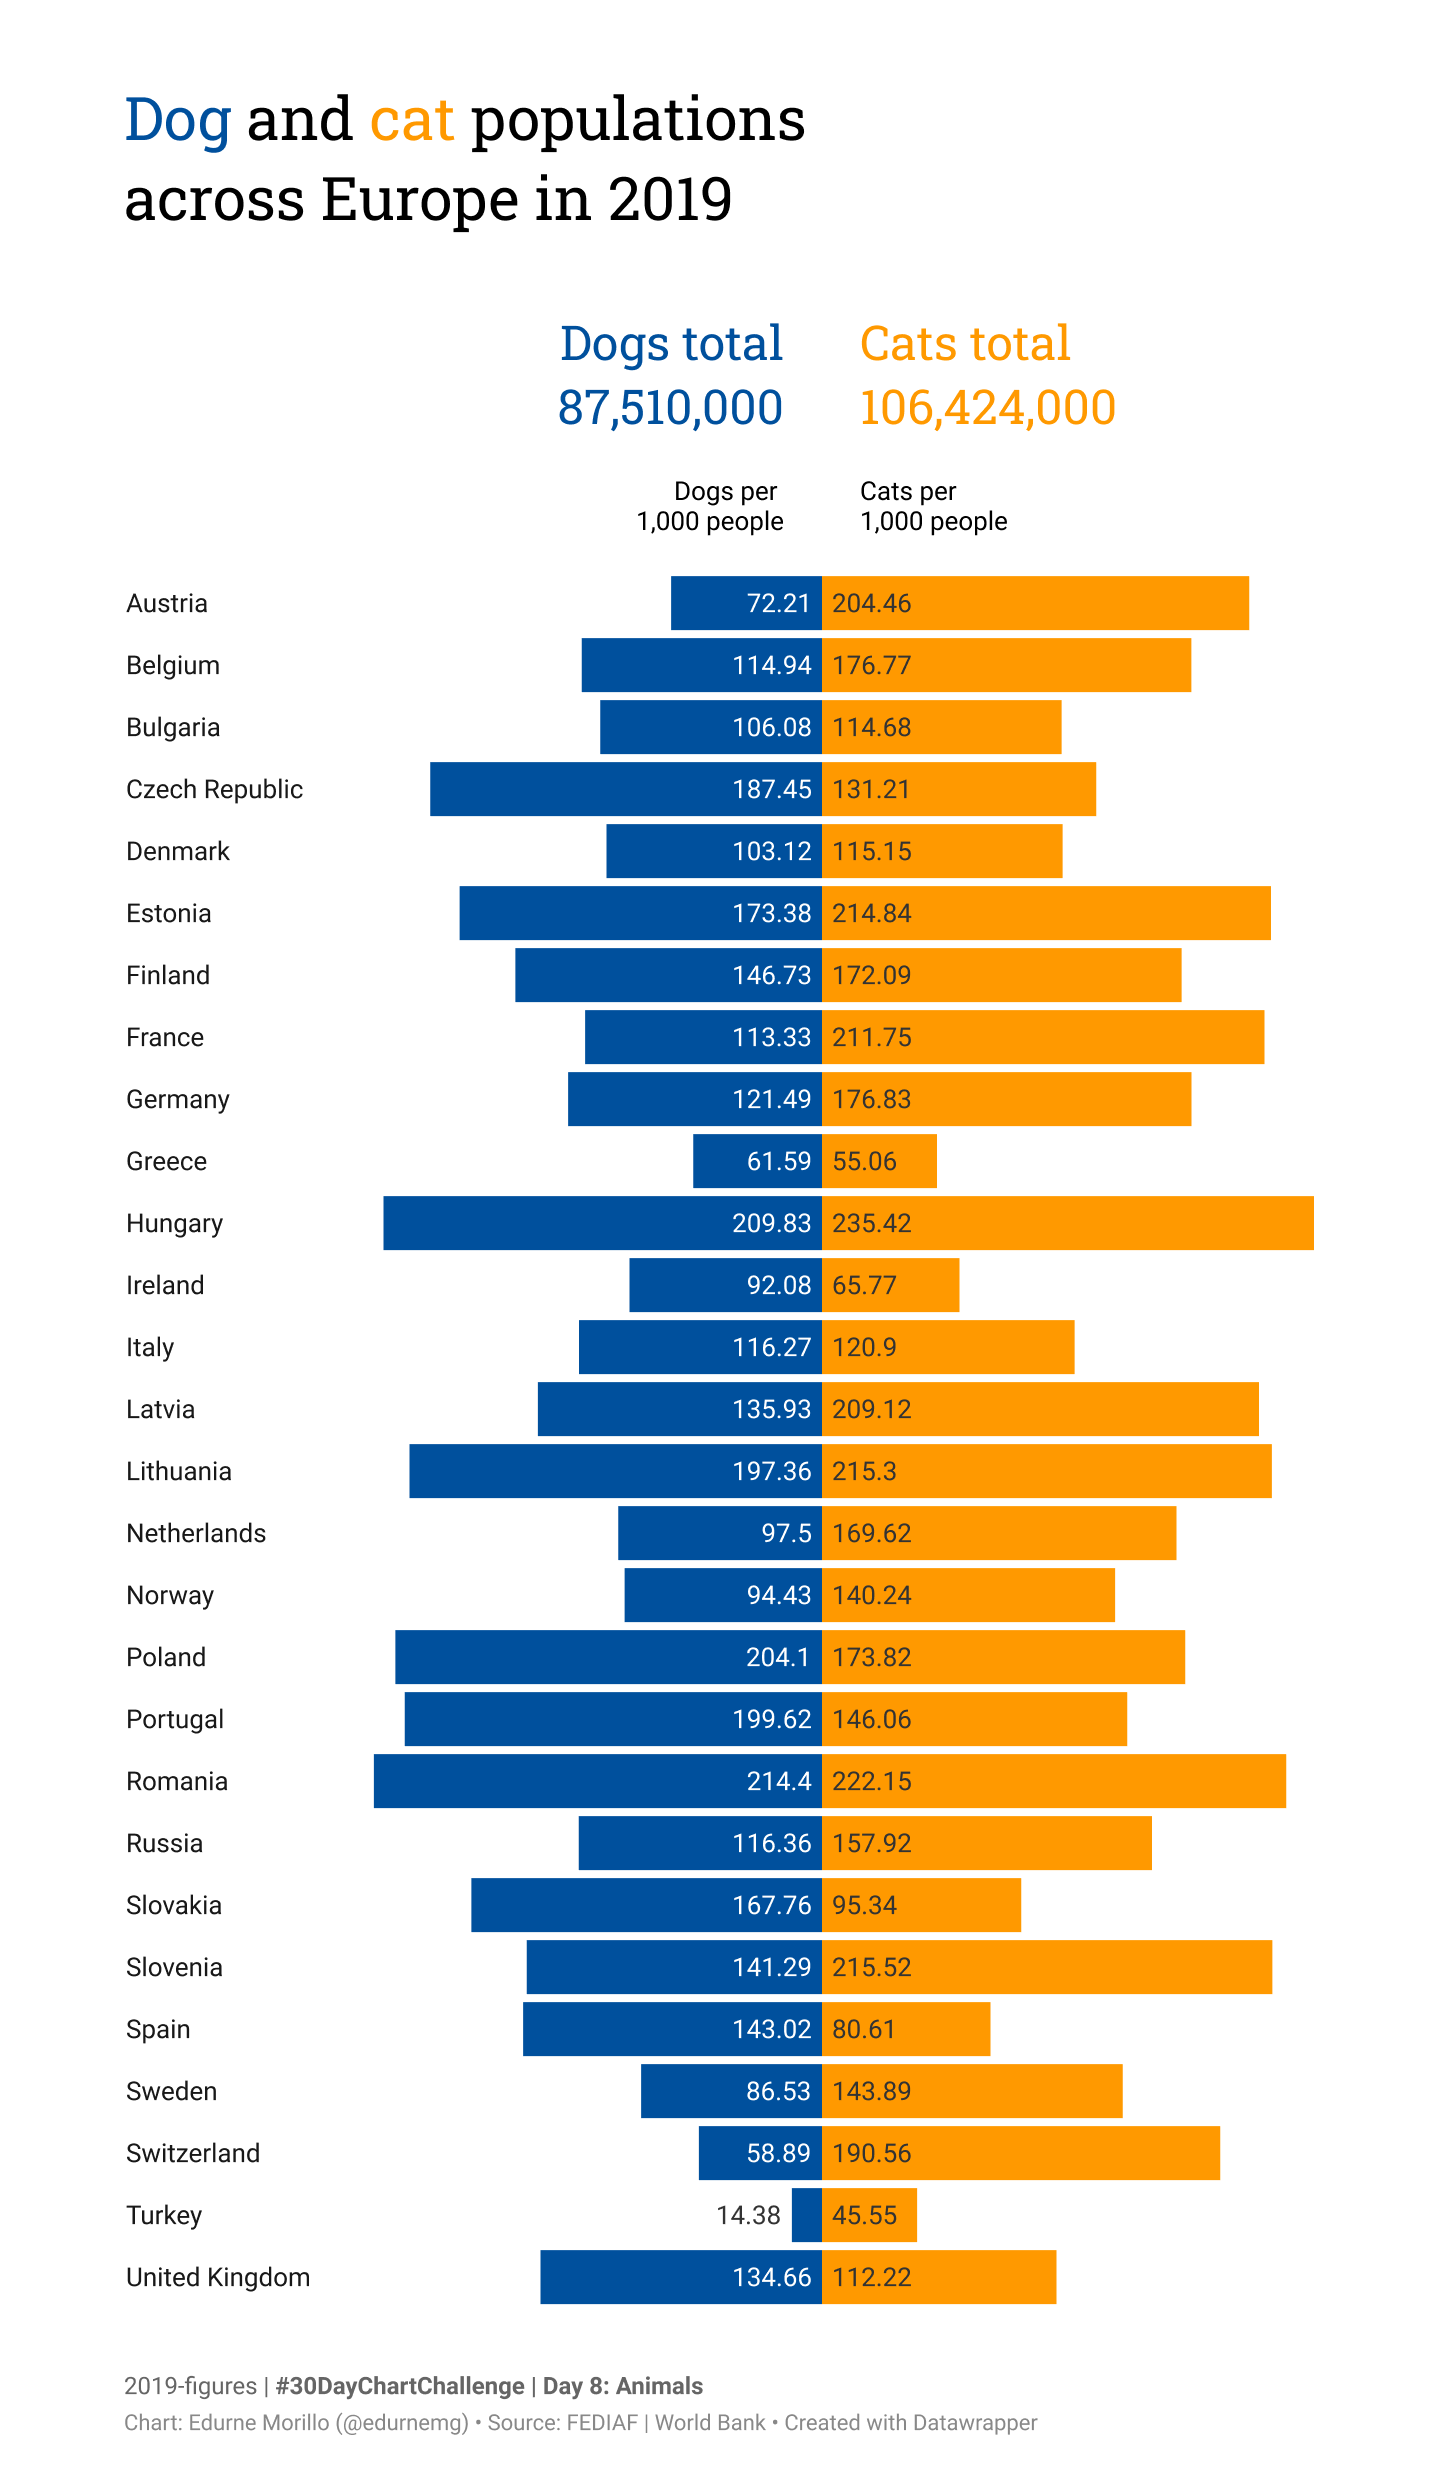 Dog and cat populations
across Europe in 2019
Dogs total
87,510,000
Cats total
106,424,000
Dogs per
1,000 people
Cats per
1,000 people
Austria 72.21 204.46
Belgium 114.94 176.77
Bulgaria 106.08 114.68
Czech Republic 187.45 131.21
Denmark 103.12 115.15
Estonia 173.38 214.84
Finland 146.73 172.09
France 113.33 211.75
Germany 121.49 176.83
Greece 61.59 55.06
Hungary 209.83 235.42
Ireland 92.08 65.77
Italy 116.27 120.9
Latvia 135.93 209.12
Lithuania 197.36 215.3
Netherlands 97.5 169.62
Norway 94.43 140.24
Poland 204.1 173.82
Portugal 199.62 146.06
Romania 214.4 222.15
Russia 116.36 157.92
Slovakia 167.76 95.34
Slovenia 141.29 215.52
Spain 143.02 80.61
Sweden 86.53 143.89
Switzerland 58.89 190.56
Turkey 14.38 45.55
United Kingdom 134.66 112.22
2019-figures | #30DayChartChallenge | Day 8: Animals
Chart: Edurne Morillo (@edurnemg) • Source: FEDIAF | World Bank • Created with Datawrapper